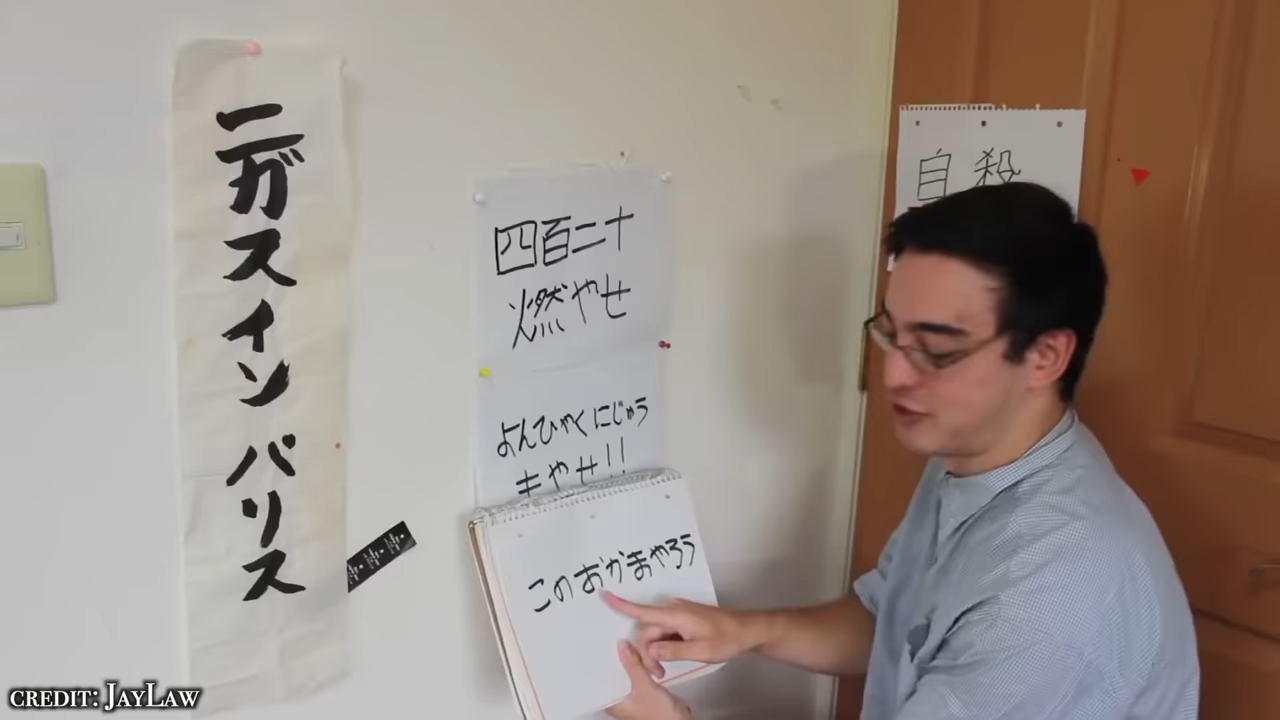 ニガスインパリス
四百二十
燃やせ
よんひゃくにじゅう
もやせ!!
このおかまやろう
自殺
CREDIT: JAYLAW